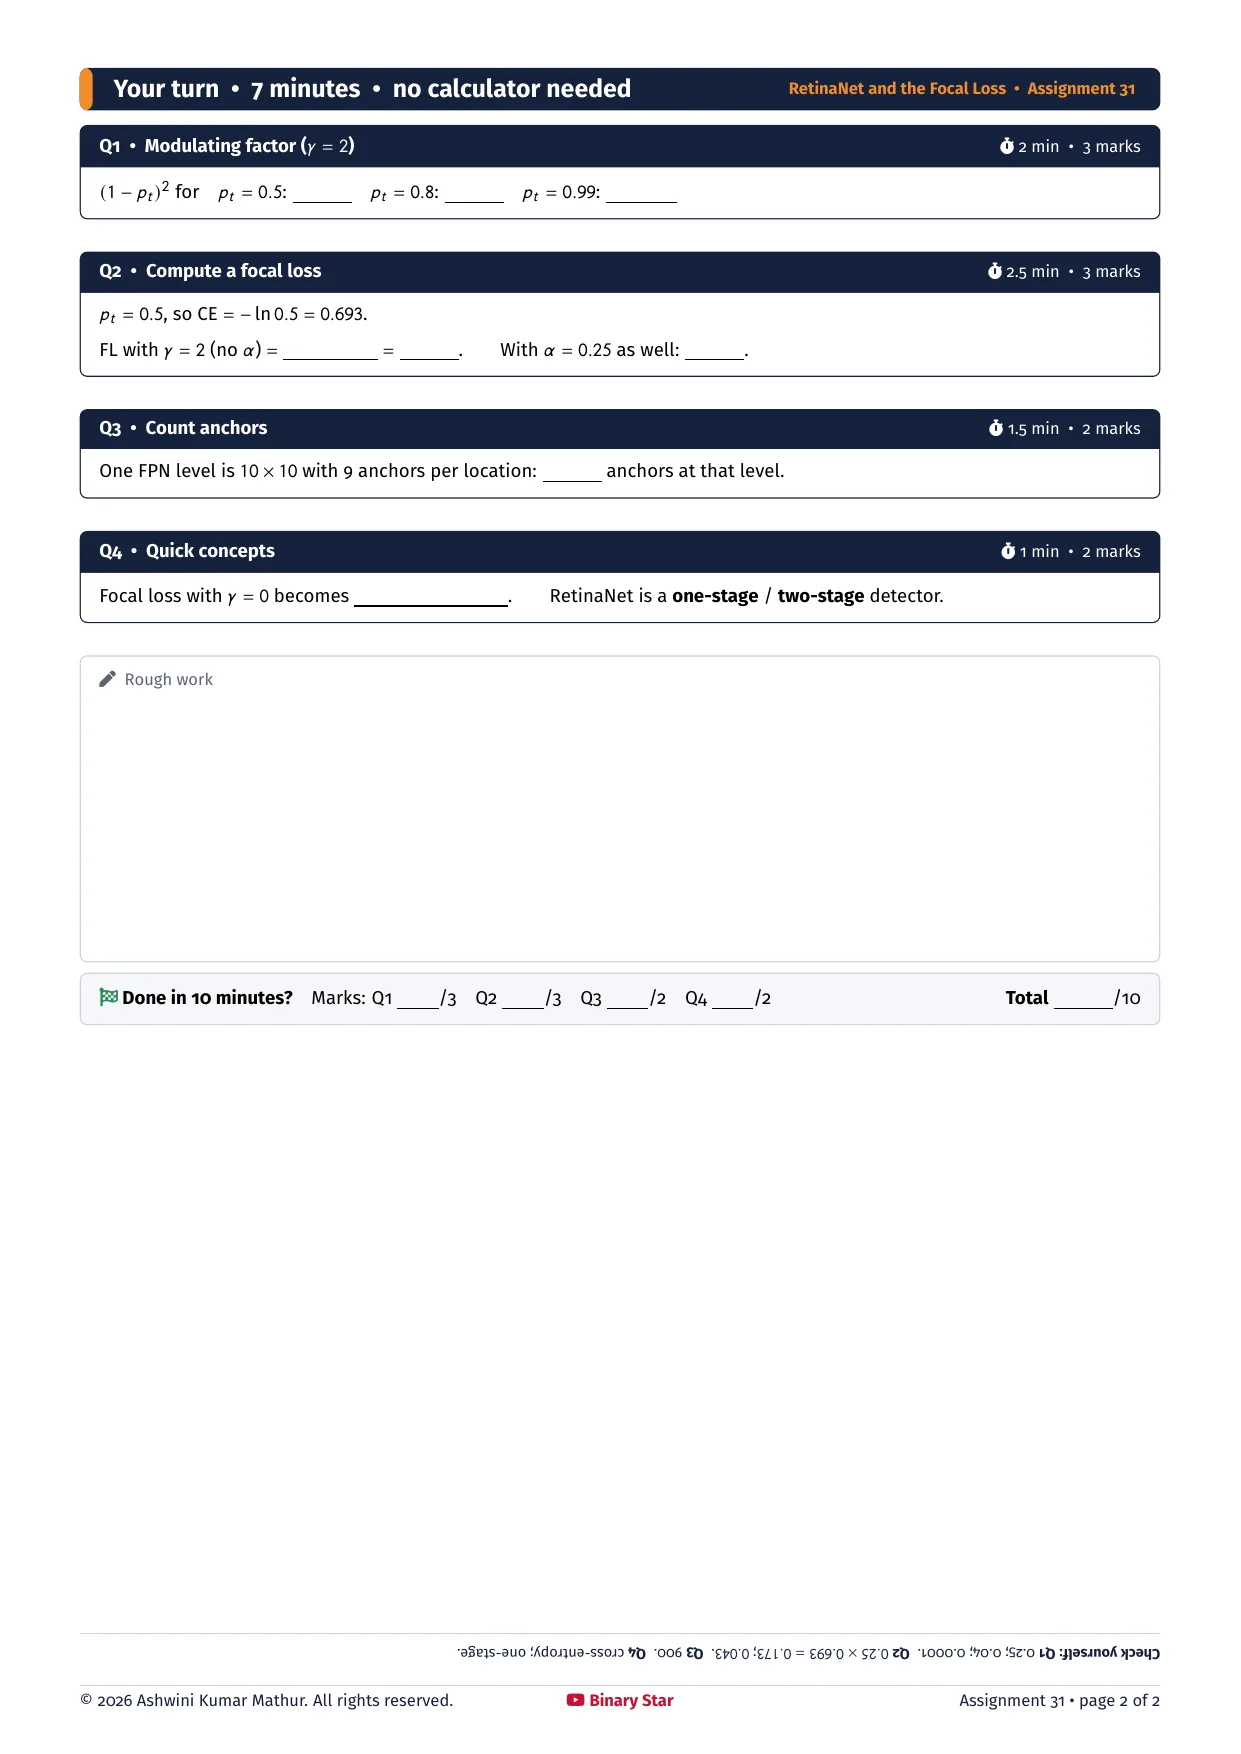 Your turn • 7 minutes • no calculator needed RetinaNet and the Focal Loss • Assignment 31
Q1 • Modulating factor (γ = 2) 2 min • 3 marks
(1 − pₜ)² for pₜ = 0.5: ______ pₜ = 0.8: ______ pₜ = 0.99: _______
Q2 • Compute a focal loss 2.5 min • 3 marks
pₜ = 0.5, so CE = − ln 0.5 = 0.693.
FL with γ = 2 (no α) = __________ = ______. With α = 0.25 as well: ______.
Q3 • Count anchors 1.5 min • 2 marks
One FPN level is 10 × 10 with 9 anchors per location: ______ anchors at that level.
Q4 • Quick concepts 1 min • 2 marks
Focal loss with γ = 0 becomes ________________. RetinaNet is a one-stage / two-stage detector.
Rough work
Done in 10 minutes? Marks: Q1 ____/3 Q2 ____/3 Q3 ____/2 Q4 ____/2 Total ______/10
Check yourself: Q1 0.25; 0.04; 0.0001. Q2 0.25 × 0.693 = 0.173; 0.043. Q3 900. Q4 cross-entropy; one-stage.
© 2026 Ashwini Kumar Mathur. All rights reserved. Binary Star Assignment 31 • page 2 of 2